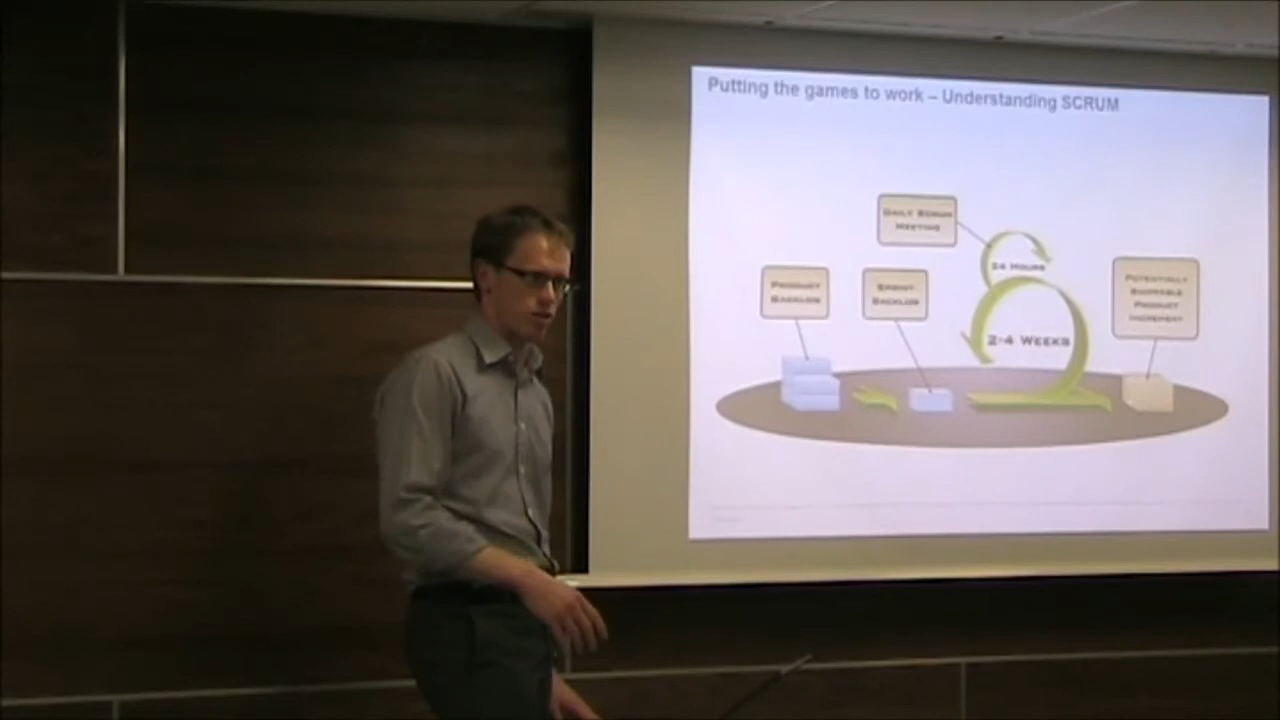 Putting the games to work – Understanding SCRUM
DAILY SCRUM
MEETING
24 HOURS
PRODUCT
BACKLOG
SPRINT
BACKLOG
2-4 WEEKS
POTENTIALLY
SHIPPABLE
PRODUCT
INCREMENT